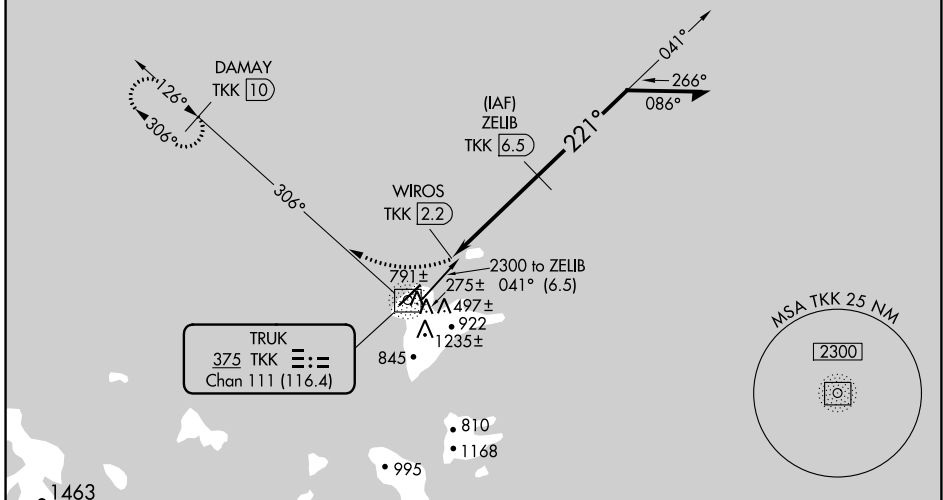 DAMAY
TKK 10
126°
306°
306°
041°
266°
086°
(IAF)
ZELIB
TKK 6.5
221°
WIROS
TKK 2.2
2300 to ZELIB
041° (6.5)
791±
275±
497±
922
1235±
845
TRUK
375 TKK
Chan 111 (116.4)
MSA TKK 25 NM
2300
810
1168
995
1463